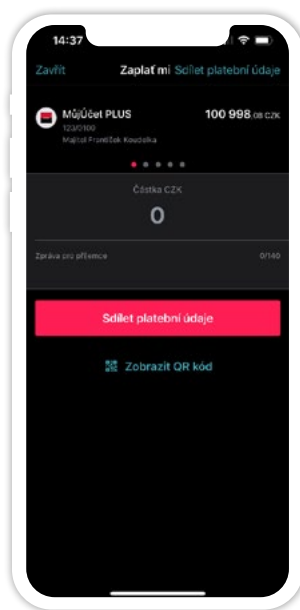 14:37
Zavřít Zaplať mi Sdílet platební údaje
MůjÚčet PLUS 100 998,08 CZK
123/0100
Majitel František Koudelka
Částka CZK
0
Zpráva pro příjemce 0/140
Sdílet platební údaje
Zobrazit QR kód